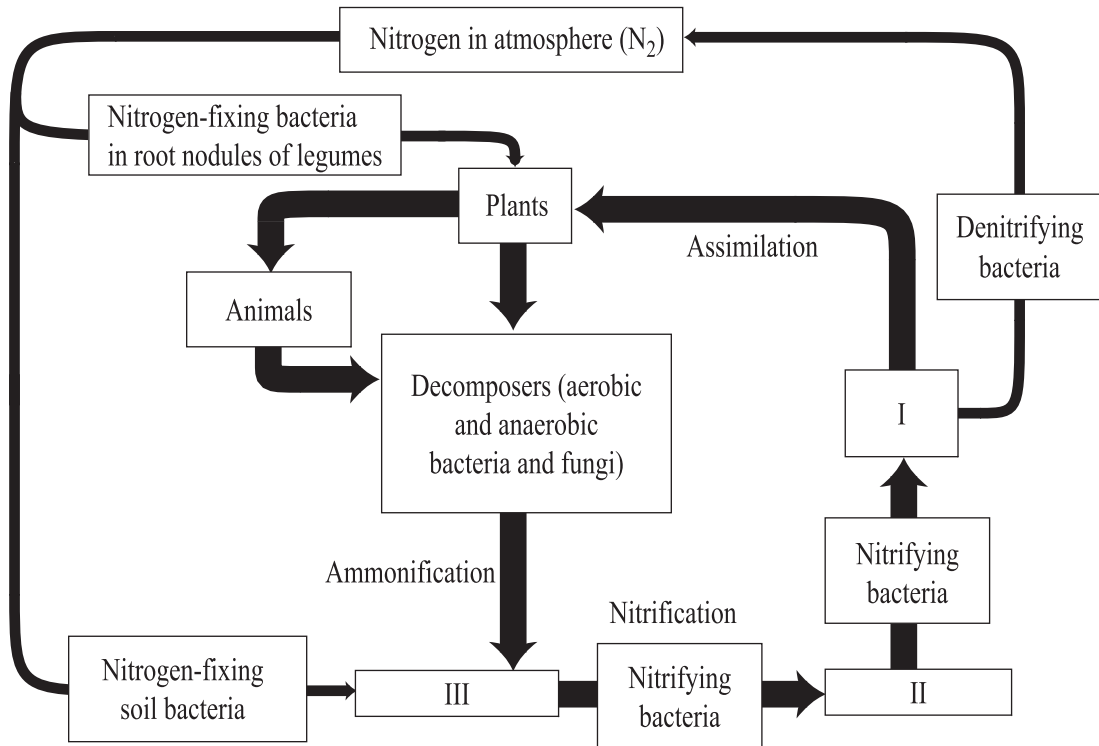 Nitrogen in atmosphere (N₂)
Nitrogen-fixing bacteria
in root nodules of legumes
Plants
Assimilation
Denitrifying
bacteria
Animals
Decomposers (aerobic
and anaerobic
bacteria and fungi)
I
Ammonification
Nitrifying
bacteria
Nitrification
Nitrogen-fixing
soil bacteria
III
Nitrifying
bacteria
II